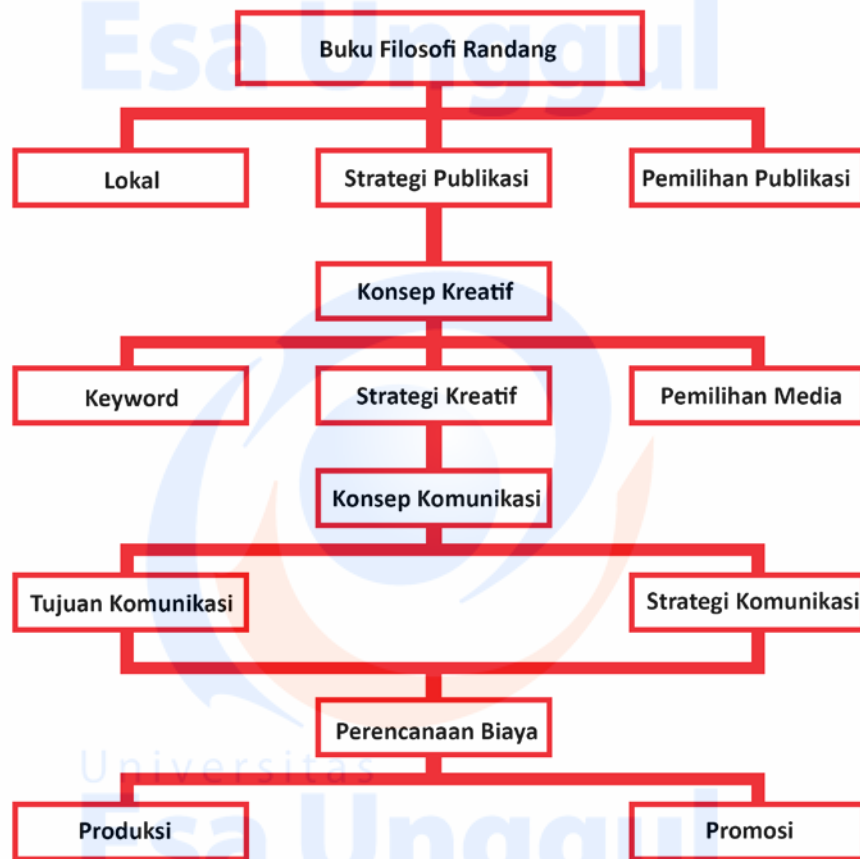 Esa Unggul
Buku Filosofi Randang
Lokal
Strategi Publikasi
Pemilihan Publikasi
Konsep Kreatif
Keyword
Strategi Kreatif
Pemilihan Media
Konsep Komunikasi
Tujuan Komunikasi
Strategi Komunikasi
Perencanaan Biaya
Universitas
Esa Unggul
Produksi
Promosi